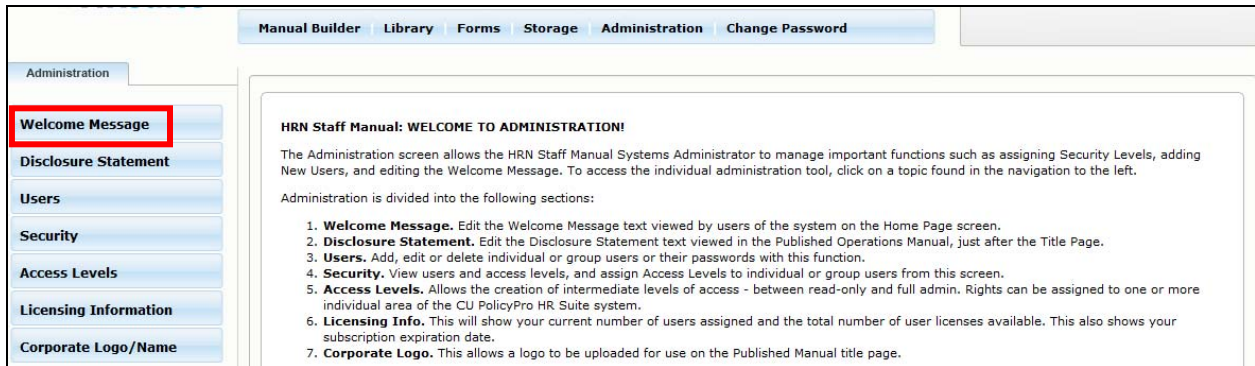 Manual Builder Library Forms Storage Administration Change Password
Administration
Welcome Message
Disclosure Statement
Users
Security
Access Levels
Licensing Information
Corporate Logo/Name
HRN Staff Manual: WELCOME TO ADMINISTRATION!
The Administration screen allows the HRN Staff Manual Systems Administrator to manage important functions such as assigning Security Levels, adding
New Users, and editing the Welcome Message. To access the individual administration tool, click on a topic found in the navigation to the left.
Administration is divided into the following sections:
1. Welcome Message. Edit the Welcome Message text viewed by users of the system on the Home Page screen.
2. Disclosure Statement. Edit the Disclosure Statement text viewed in the Published Operations Manual, just after the Title Page.
3. Users. Add, edit or delete individual or group users or their passwords with this function.
4. Security. View users and access levels, and assign Access Levels to individual or group users from this screen.
5. Access Levels. Allows the creation of intermediate levels of access - between read-only and full admin. Rights can be assigned to one or more
individual area of the CU PolicyPro HR Suite system.
6. Licensing Info. This will show your current number of users assigned and the total number of user licenses available. This also shows your
subscription expiration date.
7. Corporate Logo. This allows a logo to be uploaded for use on the Published Manual title page.